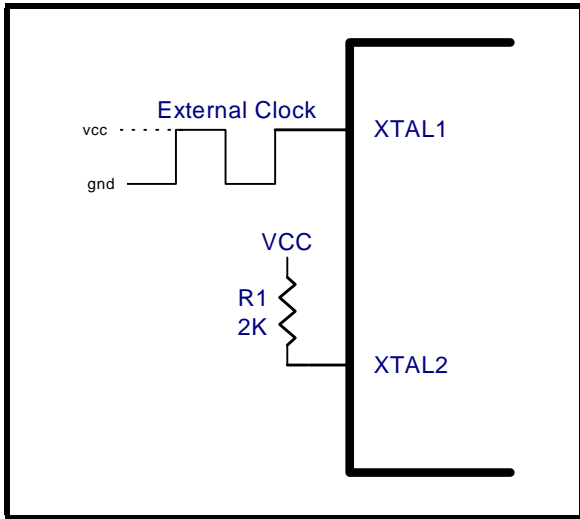 External Clock
vcc
XTAL1
gnd
VCC
R1
2K
XTAL2